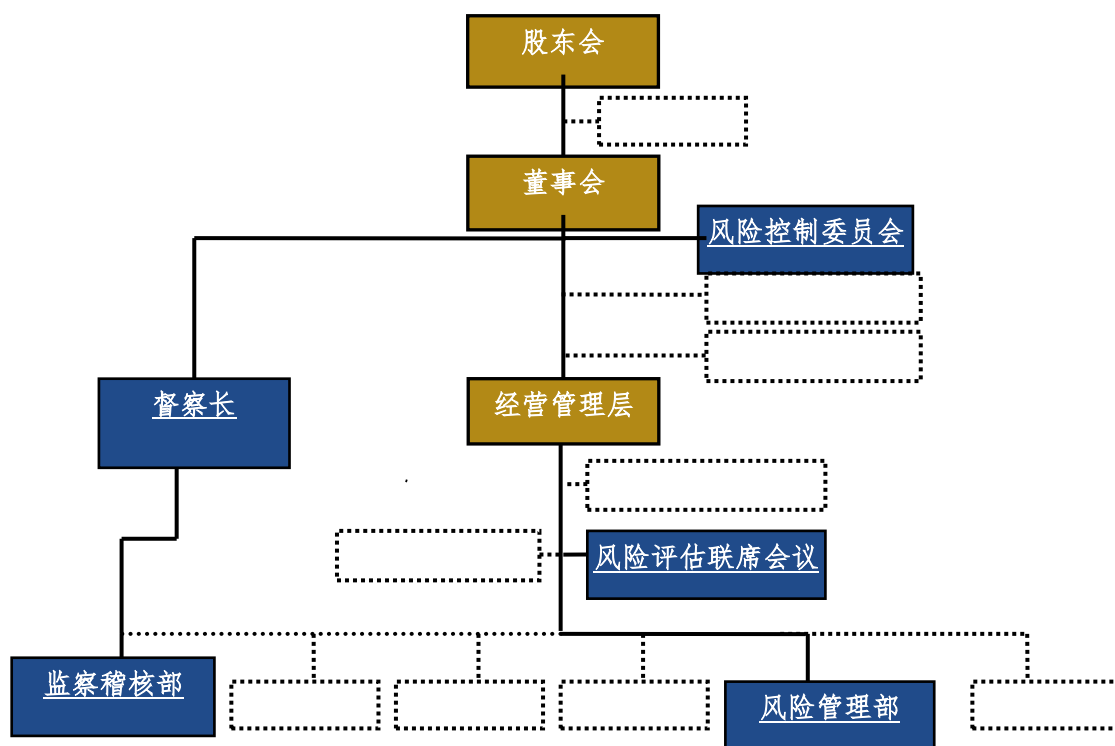 股东会
董事会
风险控制委员会
督察长
经营管理层
风险评估联席会议
监察稽核部
风险管理部